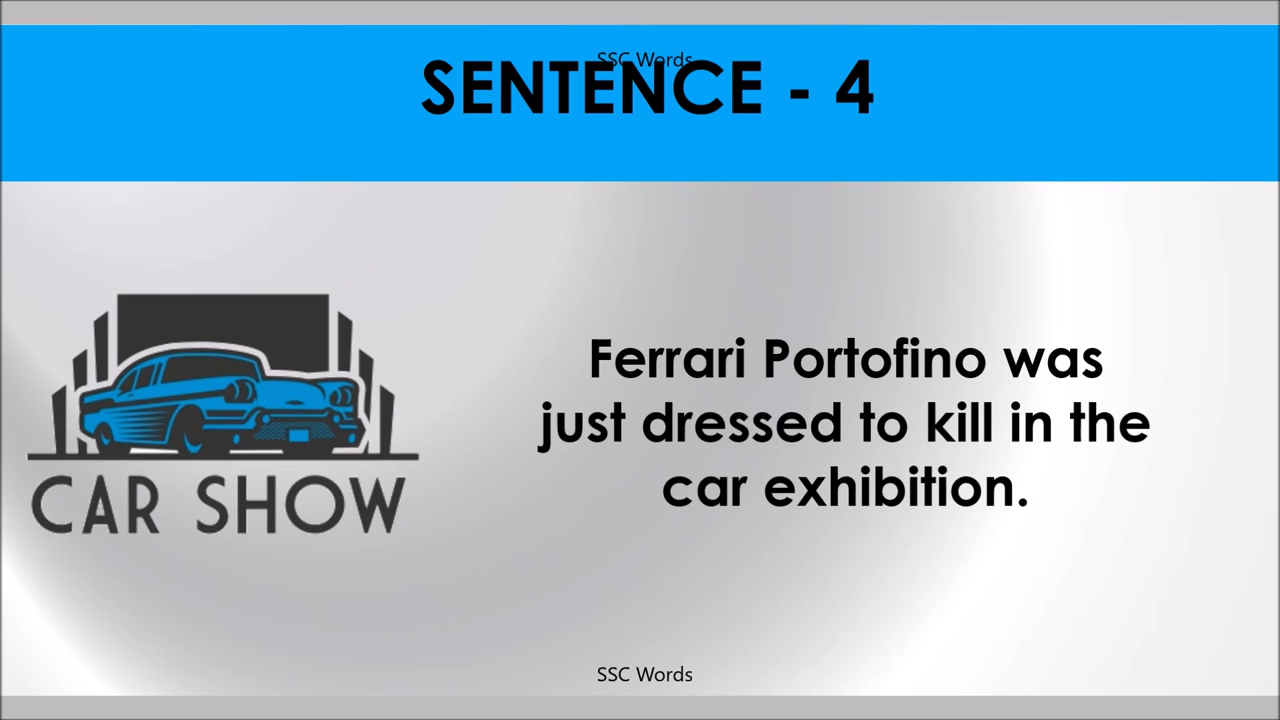 SSC Words
SENTENCE - 4
Ferrari Portofino was
just dressed to kill in the
car exhibition.
CAR SHOW
SSC Words